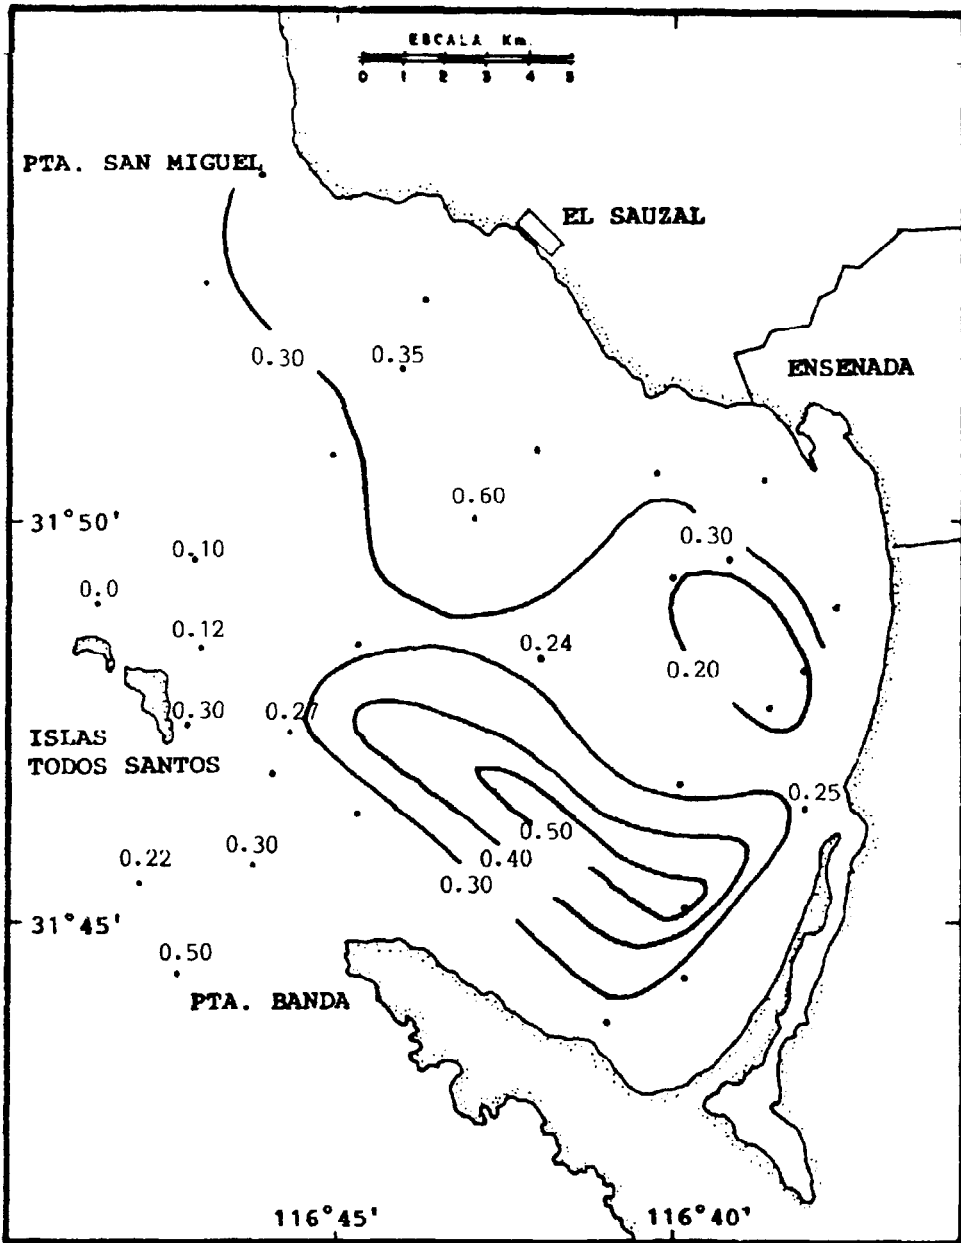 ESCALA Km.
0 1 2 3 4 5
PTA. SAN MIGUEL
EL SAUZAL
0.30
0.35
ENSENADA
0.60
31°50'
0.30
0.10
0.0
0.12
0.24
0.20
0.30
0.27
ISLAS
TODOS SANTOS
0.25
0.50
0.40
0.30
0.22
0.30
31°45'
0.50
PTA. BANDA
116°45'
116°40'